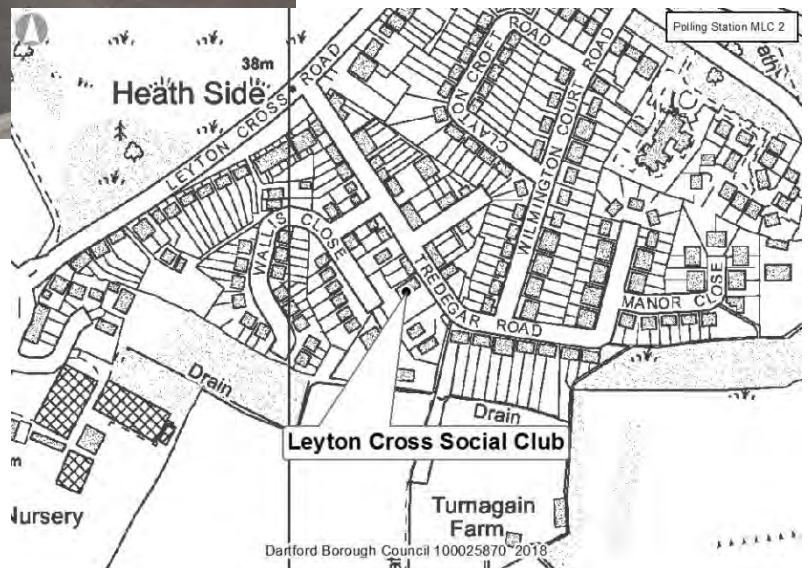 Polling Station MLC 2
38m
Heath Side
LEYTON CROSS ROAD
CLAYTON CROFT ROAD
WILMINGTON COURT ROAD
ath
WALLIS CLOSE
TREDEGAR ROAD
MANOR CLOSE
Drain
Drain
Leyton Cross Social Club
m
Nursery
Turnagain
Farm
Dartford Borough Council 100025870 2018